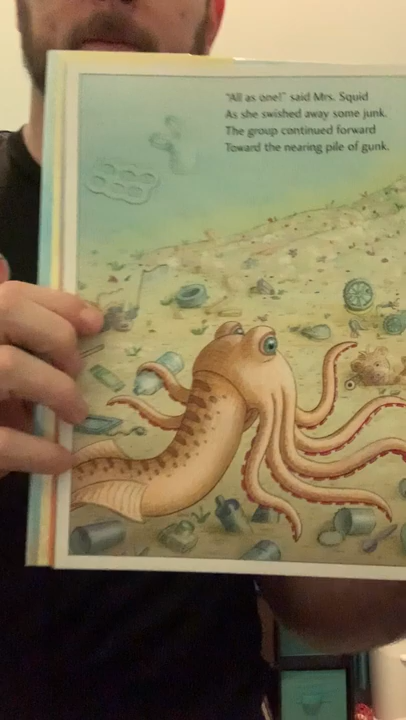 "All as one!" said Mrs. Squid
As she swished away some junk.
The group continued forward
Toward the nearing pile of gunk.